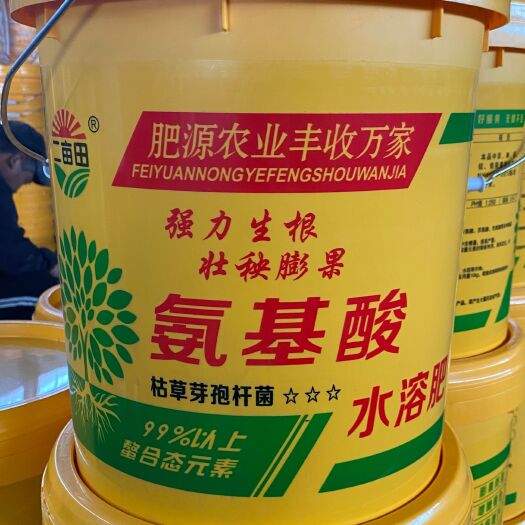 二亩田®
肥源农业丰收万家
FEIYUANNONGYEFENGSHOUWANJIA
强力生根
壮秧膨果
氨基酸
枯草芽孢杆菌 ☆☆☆
水溶肥
99%以上
螯合态元素